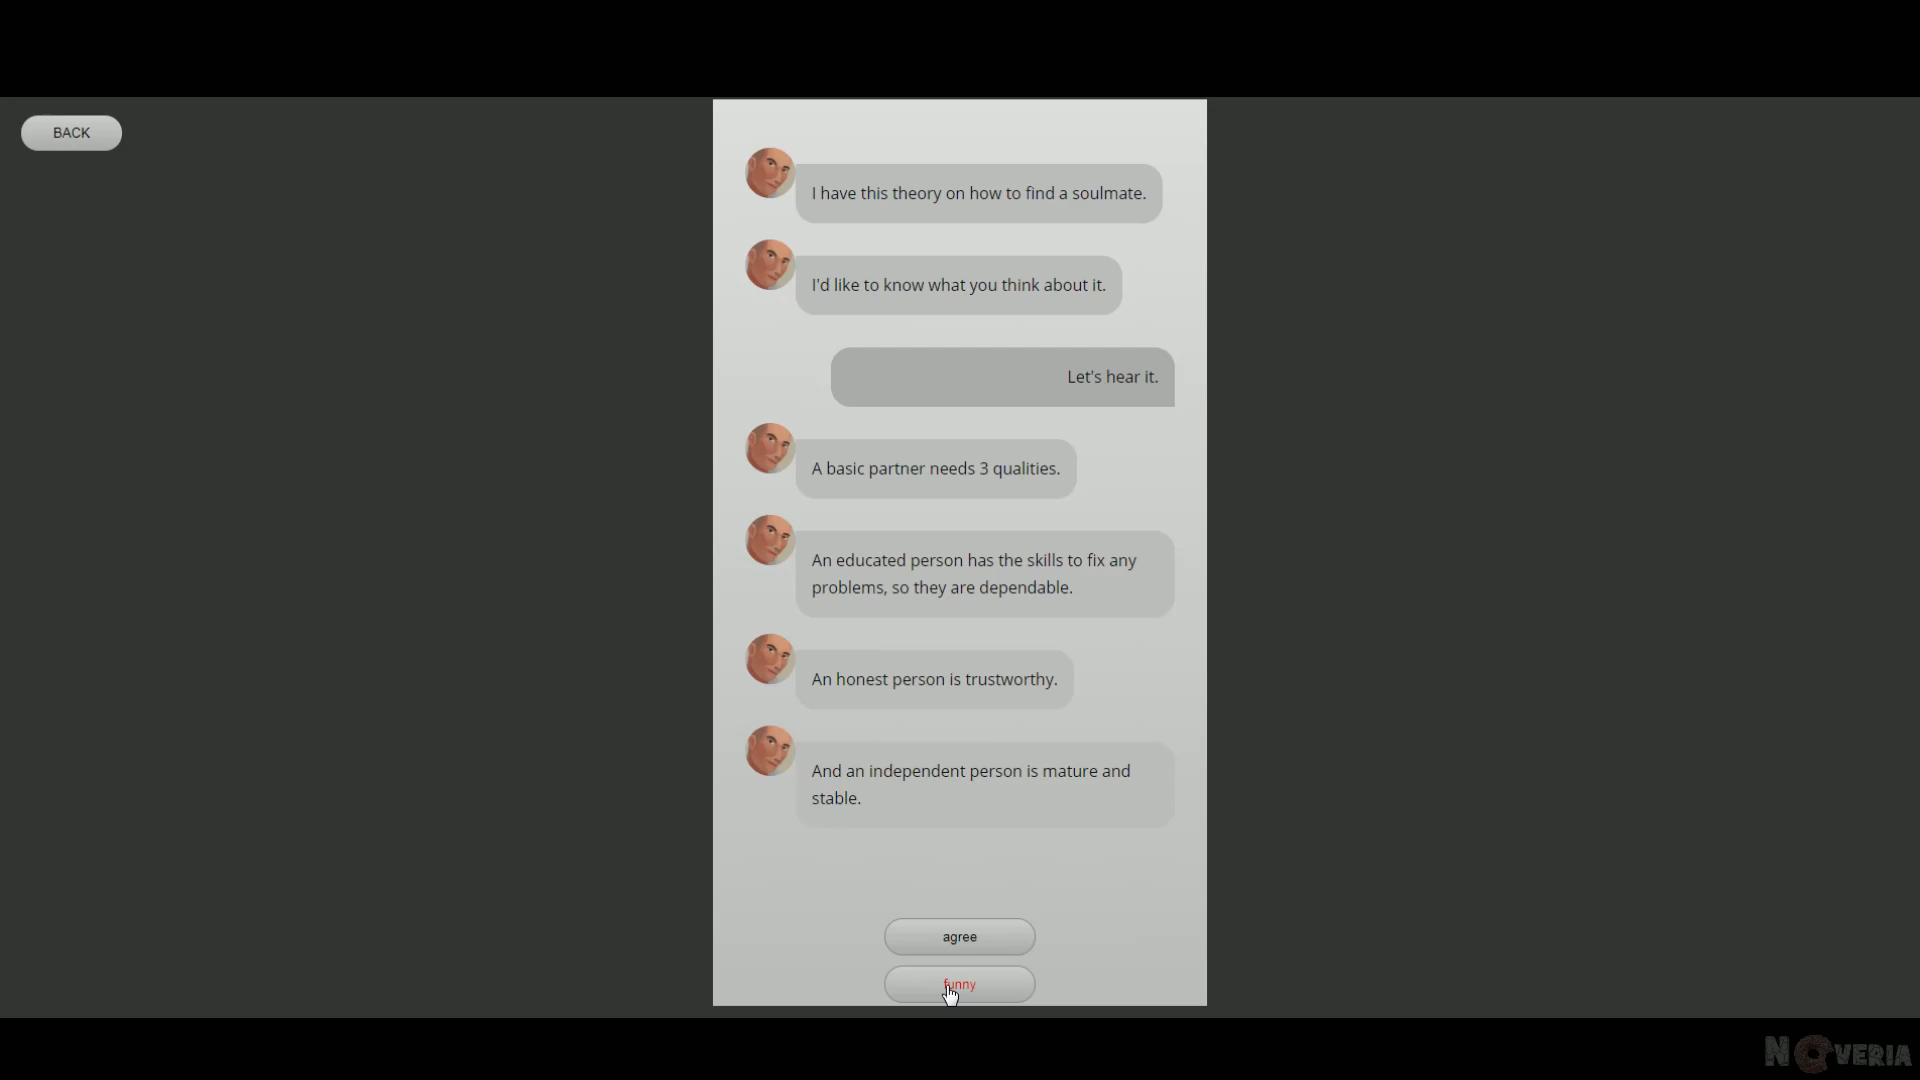 BACK
I have this theory on how to find a soulmate.
I'd like to know what you think about it.
Let's hear it.
A basic partner needs 3 qualities.
An educated person has the skills to fix any
problems, so they are dependable.
An honest person is trustworthy.
And an independent person is mature and
stable.
agree
funny
NOVERIA